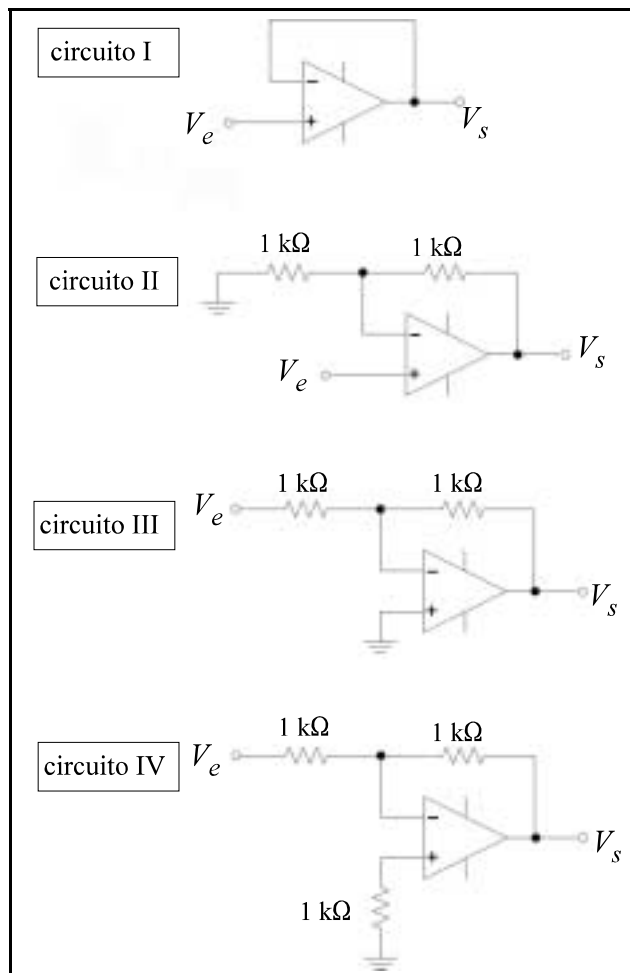 circuito I
V_e
V_s
1 kΩ 1 kΩ
circuito II
V_e
V_s
1 kΩ 1 kΩ
V_e
circuito III
V_s
1 kΩ 1 kΩ
circuito IV
V_e
V_s
1 kΩ